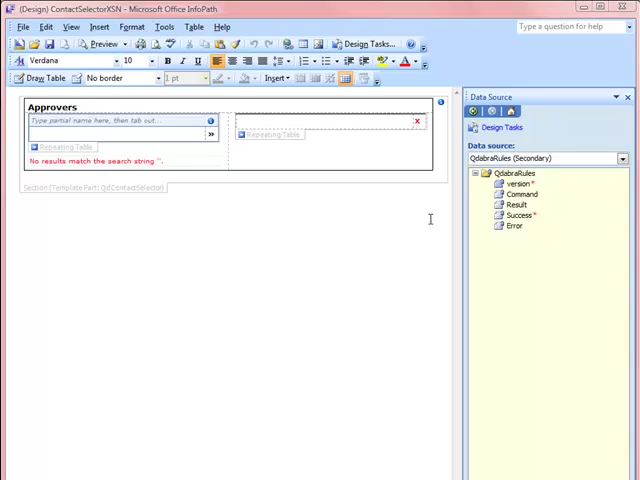 (Design) ContactSelectorXSN - Microsoft Office InfoPath
File Edit View Insert Format Tools Table Help
Type a question for help
Preview
Design Tasks...
Verdana 10 B I U A
Draw Table No border 1 pt Insert
Approvers
Type partial name here, then tab out...
»
Repeating Table
No results match the search string ''.
x
Repeating Table
Section (Template Part: QdContactSelector)
Data Source
Design Tasks
Data source:
QdabraRules (Secondary)
QdabraRules
version*
Command
Result
Success*
Error